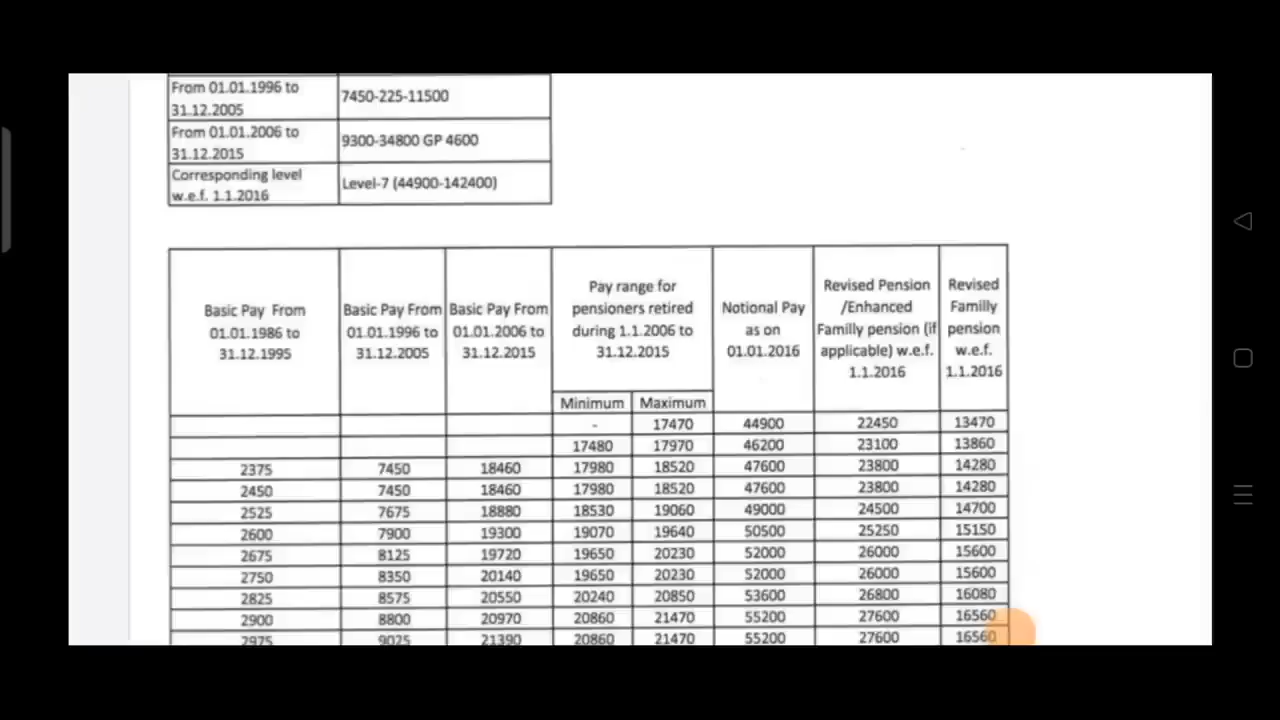 From 01.01.1996 to
31.12.2005
7450-225-11500
From 01.01.2006 to
31.12.2015
9300-34800 GP 4600
Corresponding level
w.e.f. 1.1.2016
Level-7 (44900-142400)
Basic Pay From
01.01.1986 to
31.12.1995
Basic Pay From
01.01.1996 to
31.12.2005
Basic Pay From
01.01.2006 to
31.12.2015
Pay range for
pensioners retired
during 1.1.2006 to
31.12.2015
Minimum Maximum
Notional Pay
as on
01.01.2016
Revised Pension
/Enhanced
Familly pension (if
applicable) w.e.f.
1.1.2016
Revised
Familly
pension
w.e.f.
1.1.2016
- 17470 44900 22450 13470
17480 17970 46200 23100 13860
2375 7450 18460 17980 18520 47600 23800 14280
2450 7450 18460 17980 18520 47600 23800 14280
2525 7675 18880 18530 19060 49000 24500 14700
2600 7900 19300 19070 19640 50500 25250 15150
2675 8125 19720 19650 20230 52000 26000 15600
2750 8350 20140 19650 20230 52000 26000 15600
2825 8575 20550 20240 20850 53600 26800 16080
2900 8800 20970 20860 21470 55200 27600 16560
2975 9025 21390 20860 21470 55200 27600 16560